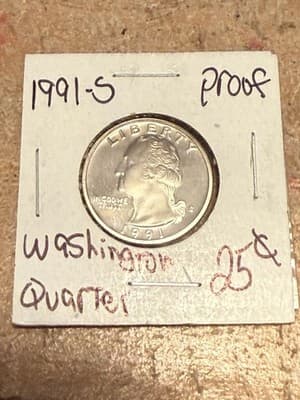 1991-S
Proof
LIBERTY
IN GOD WE
TRUST
S
1991
Washington
Quarter
25¢